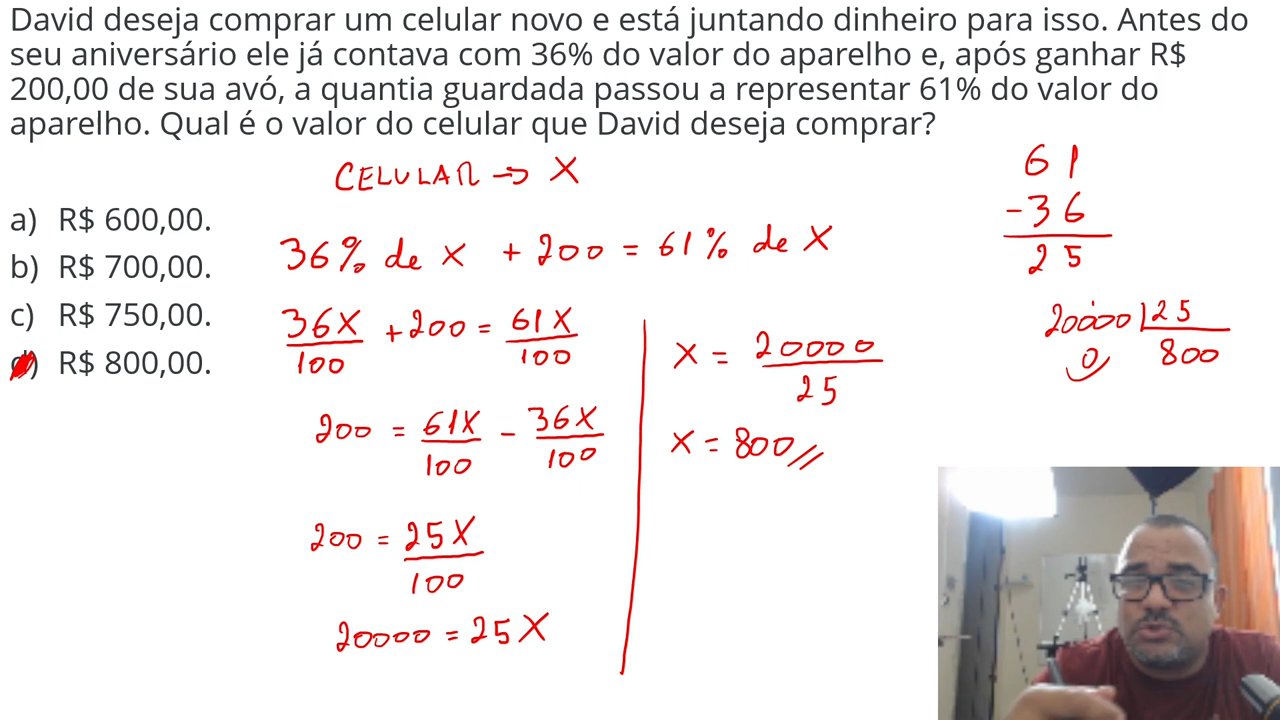 David deseja comprar um celular novo e está juntando dinheiro para isso. Antes do
seu aniversário ele já contava com 36% do valor do aparelho e, após ganhar R$
200,00 de sua avó, a quantia guardada passou a representar 61% do valor do
aparelho. Qual é o valor do celular que David deseja comprar?
CELULAR → X
a) R$ 600,00.
b) R$ 700,00.
c) R$ 750,00.
d) R$ 800,00.
36% de X + 200 = 61% de X
36X/100 + 200 = 61X/100
200 = 61X/100 - 36X/100
200 = 25X/100
20000 = 25X
X = 20000/25
X = 800//
61
-36
25
20000 | 25
0 800